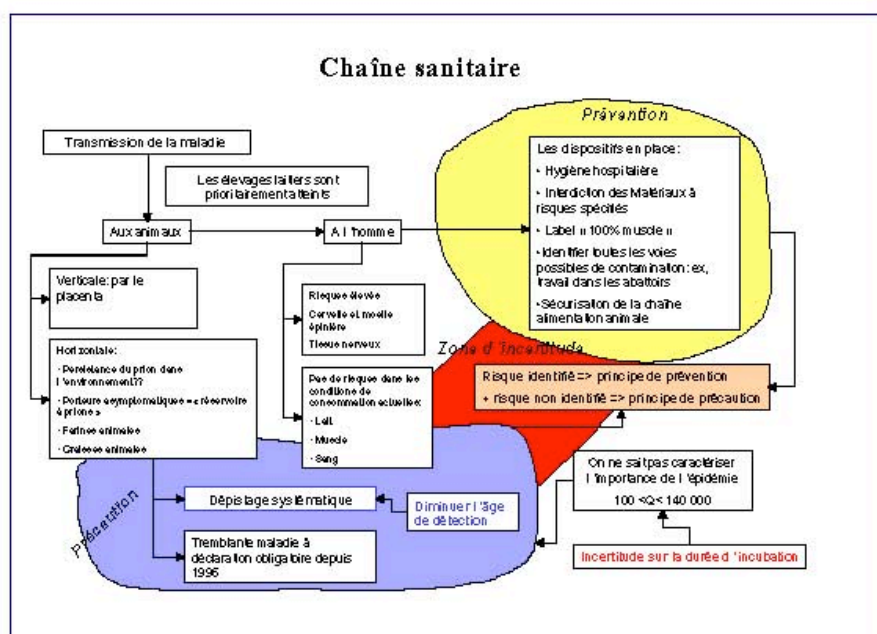 Chaîne sanitaire
Prévention
Transmission de la maladie
Les élevages laitiers sont
prioritairement atteints
Aux animaux
A l'homme
Les dispositifs en place :
• Hygiène hospitalière
• Interdiction des Matériaux à
risques spécifiés
• Label « 100% muscle »
•Identifier toutes les voies
possibles de contamination : ex,
travail dans les abattoirs
•Sécurisation de la chaîne
alimentation animale
Verticale: par le
placenta
Risques élevés
Cervelle et moelle
épinière
Tissus nerveux
Zone d'incertitude
Horizontale:
• Persistance du prion dans
l'environnement??
• Porteurs asymptomatiques = « réservoire
à prions »
• Farines animales
• Graisses animales
Pas de risques dans les
conditions de
consommation actuelles:
• Lait
• Muscle
• Sang
Risque identifié => principe de prévention
+ risque non identifié => principe de précaution
On ne sait pas caractériser
l'importance de l'épidémie
100 <Q< 140 000
Précaution
Dépistage systématique
Diminuer l'âge
de détection
Tremblante maladie à
déclaration obligatoire depuis
1996
Incertitude sur la durée d'incubation